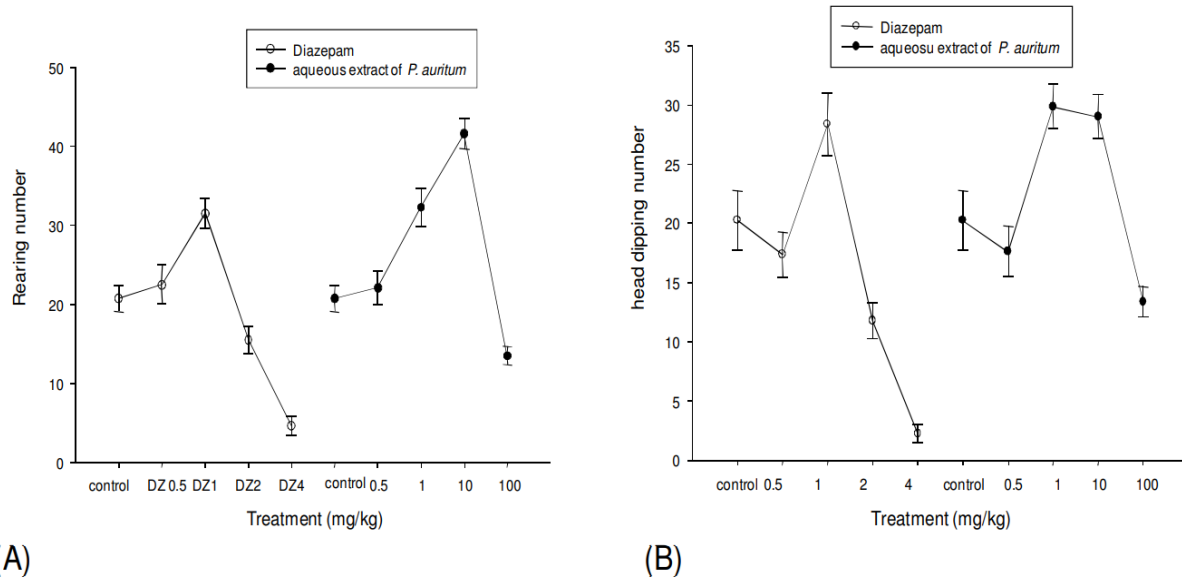 Diazepam
aqueous extract of P. auritum
50
40
30
20
10
0
Rearing number
control DZ 0.5 DZ1 DZ2 DZ4 control 0.5 1 10 100
Treatment (mg/kg)
A)
Diazepam
aqueosu extract of P. auritum
35
30
25
20
15
10
5
0
head dipping number
control 0.5 1 2 4 control 0.5 1 10 100
Treatment (mg/kg)
(B)